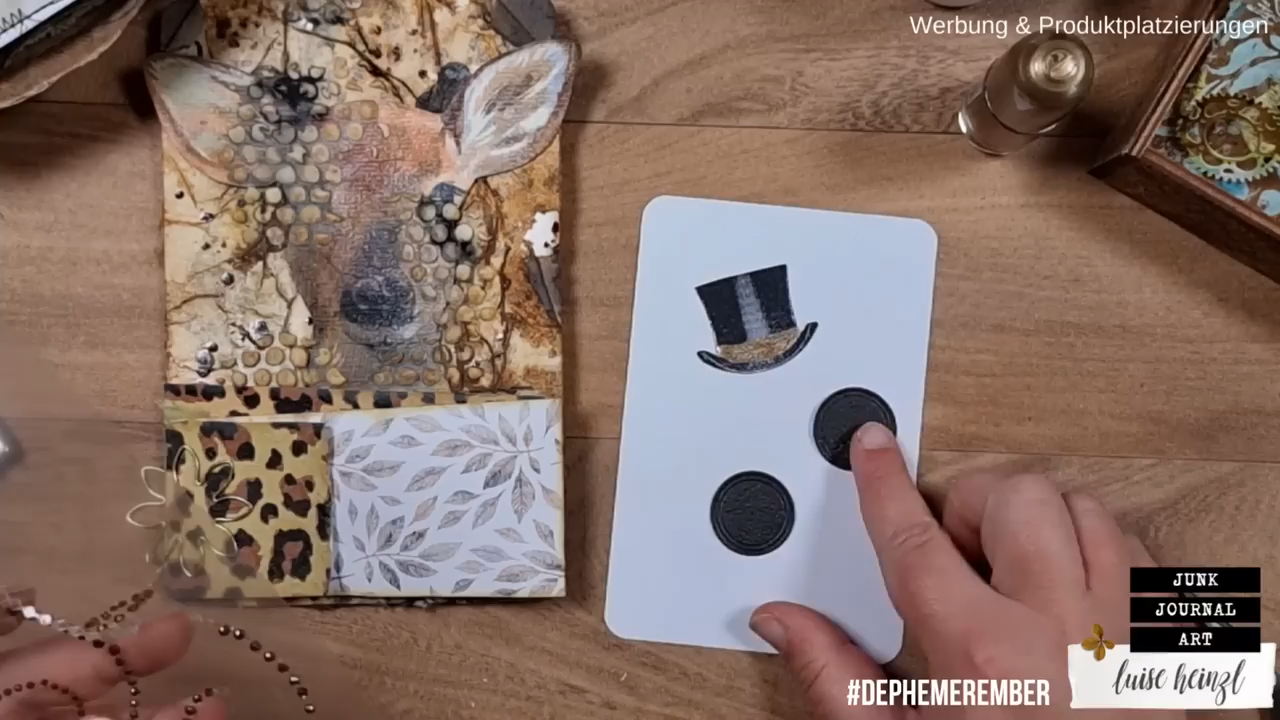 Werbung & Produktplatzierungen
JUNK
JOURNAL
ART
luise heinzl
#DEPHEMEREMBER